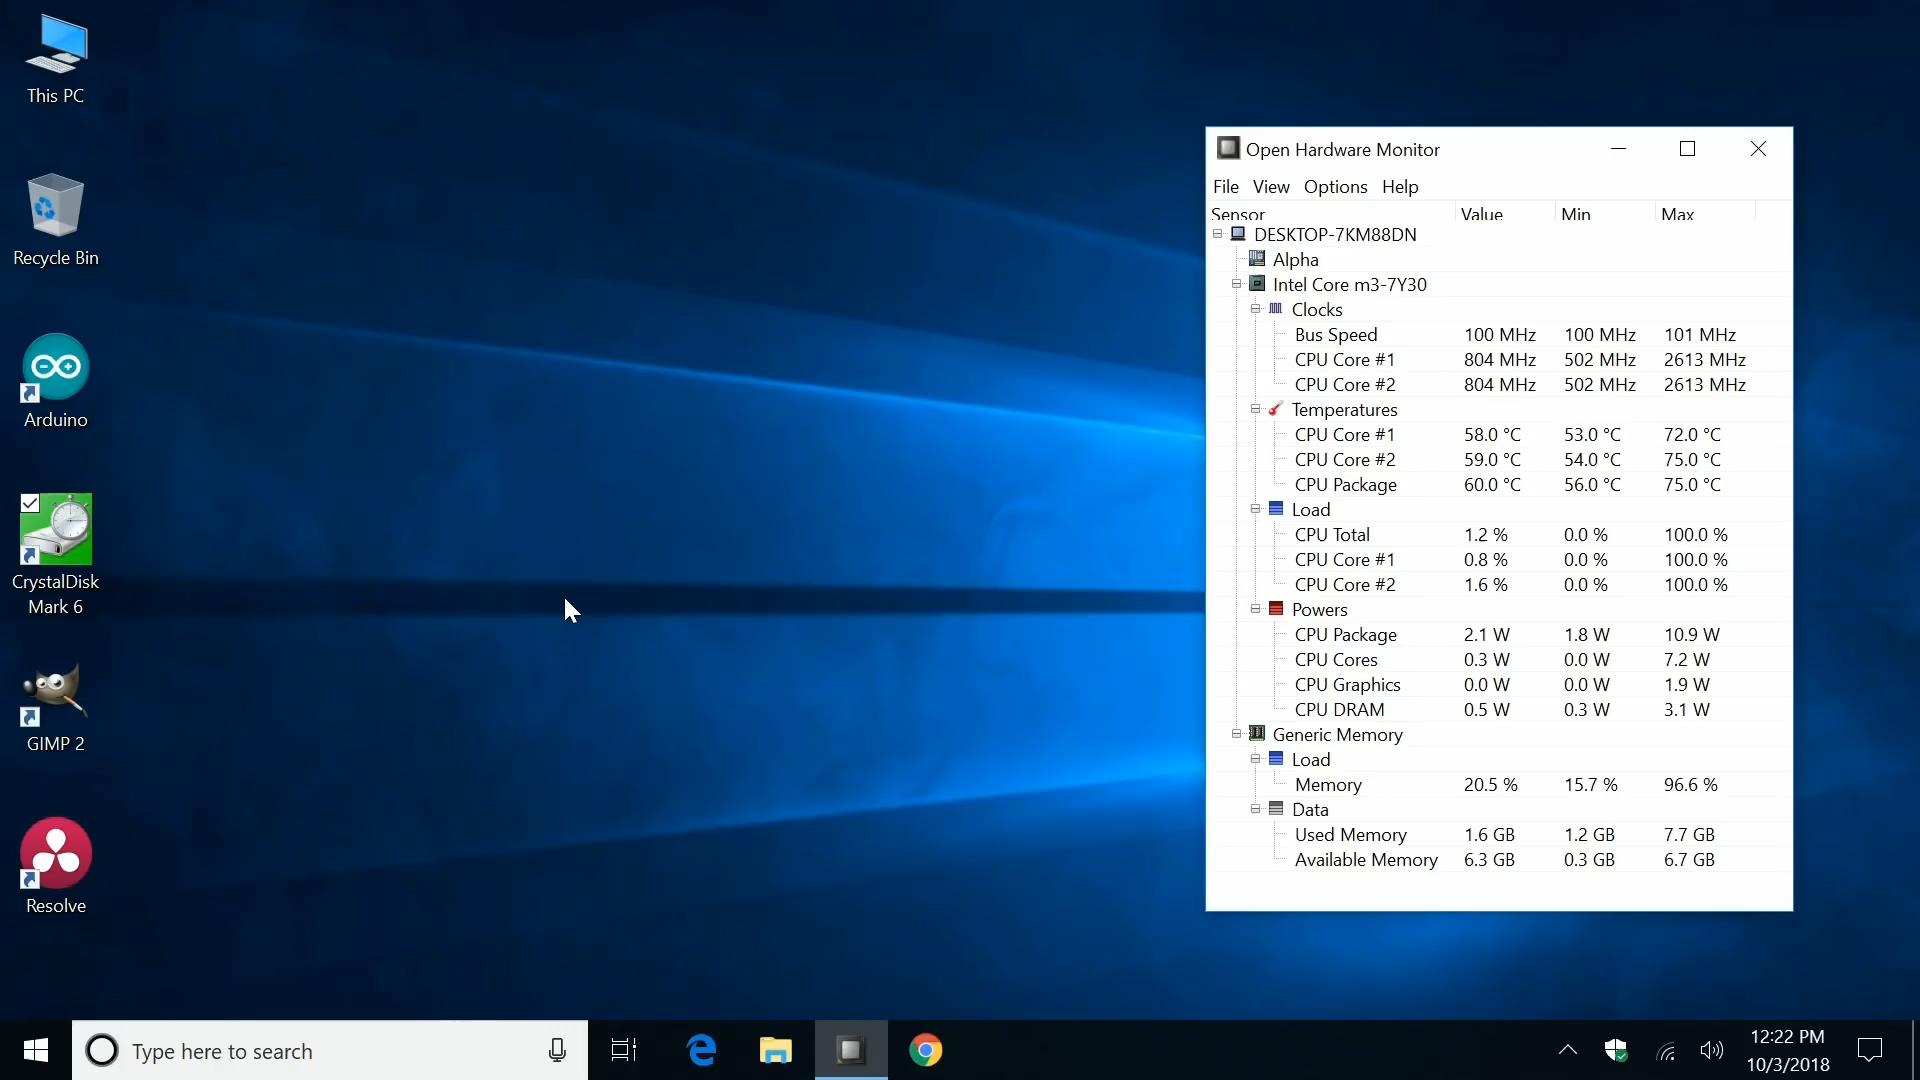 This PC
Recycle Bin
Arduino
CrystalDisk
Mark 6
GIMP 2
Resolve
Open Hardware Monitor
File View Options Help
Sensor Value Min Max
DESKTOP-7KM88DN
Alpha
Intel Core m3-7Y30
Clocks
Bus Speed 100 MHz 100 MHz 101 MHz
CPU Core #1 804 MHz 502 MHz 2613 MHz
CPU Core #2 804 MHz 502 MHz 2613 MHz
Temperatures
CPU Core #1 58.0 °C 53.0 °C 72.0 °C
CPU Core #2 59.0 °C 54.0 °C 75.0 °C
CPU Package 60.0 °C 56.0 °C 75.0 °C
Load
CPU Total 1.2 % 0.0 % 100.0 %
CPU Core #1 0.8 % 0.0 % 100.0 %
CPU Core #2 1.6 % 0.0 % 100.0 %
Powers
CPU Package 2.1 W 1.8 W 10.9 W
CPU Cores 0.3 W 0.0 W 7.2 W
CPU Graphics 0.0 W 0.0 W 1.9 W
CPU DRAM 0.5 W 0.3 W 3.1 W
Generic Memory
Load
Memory 20.5 % 15.7 % 96.6 %
Data
Used Memory 1.6 GB 1.2 GB 7.7 GB
Available Memory 6.3 GB 0.3 GB 6.7 GB
Type here to search
12:22 PM
10/3/2018